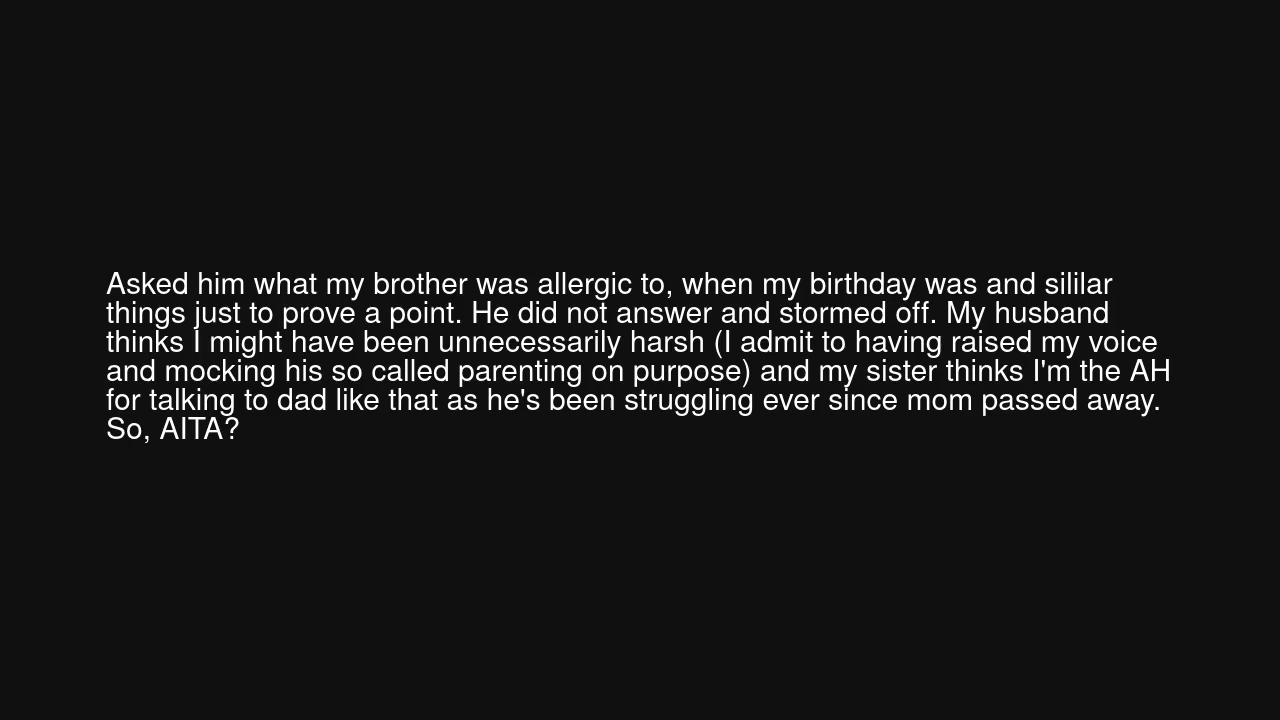 Asked him what my brother was allergic to, when my birthday was and sililar
things just to prove a point. He did not answer and stormed off. My husband
thinks I might have been unnecessarily harsh (I admit to having raised my voice
and mocking his so called parenting on purpose) and my sister thinks I'm the AH
for talking to dad like that as he's been struggling ever since mom passed away.
So, AITA?